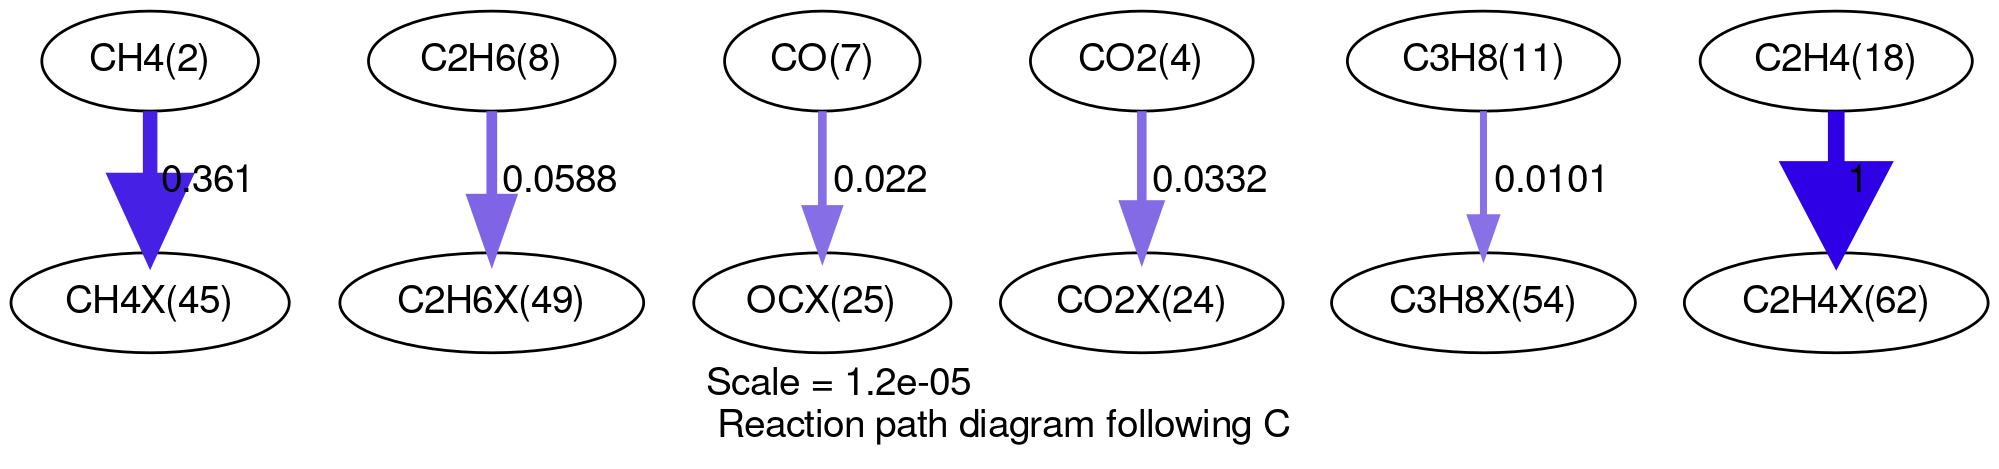 CH4(2) C2H6(8) CO(7) CO2(4) C3H8(11) C2H4(18)
0.361 0.0588 0.022 0.0332 0.0101 1
CH4X(45) C2H6X(49) OCX(25) CO2X(24) C3H8X(54) C2H4X(62)
Scale = 1.2e-05
Reaction path diagram following C